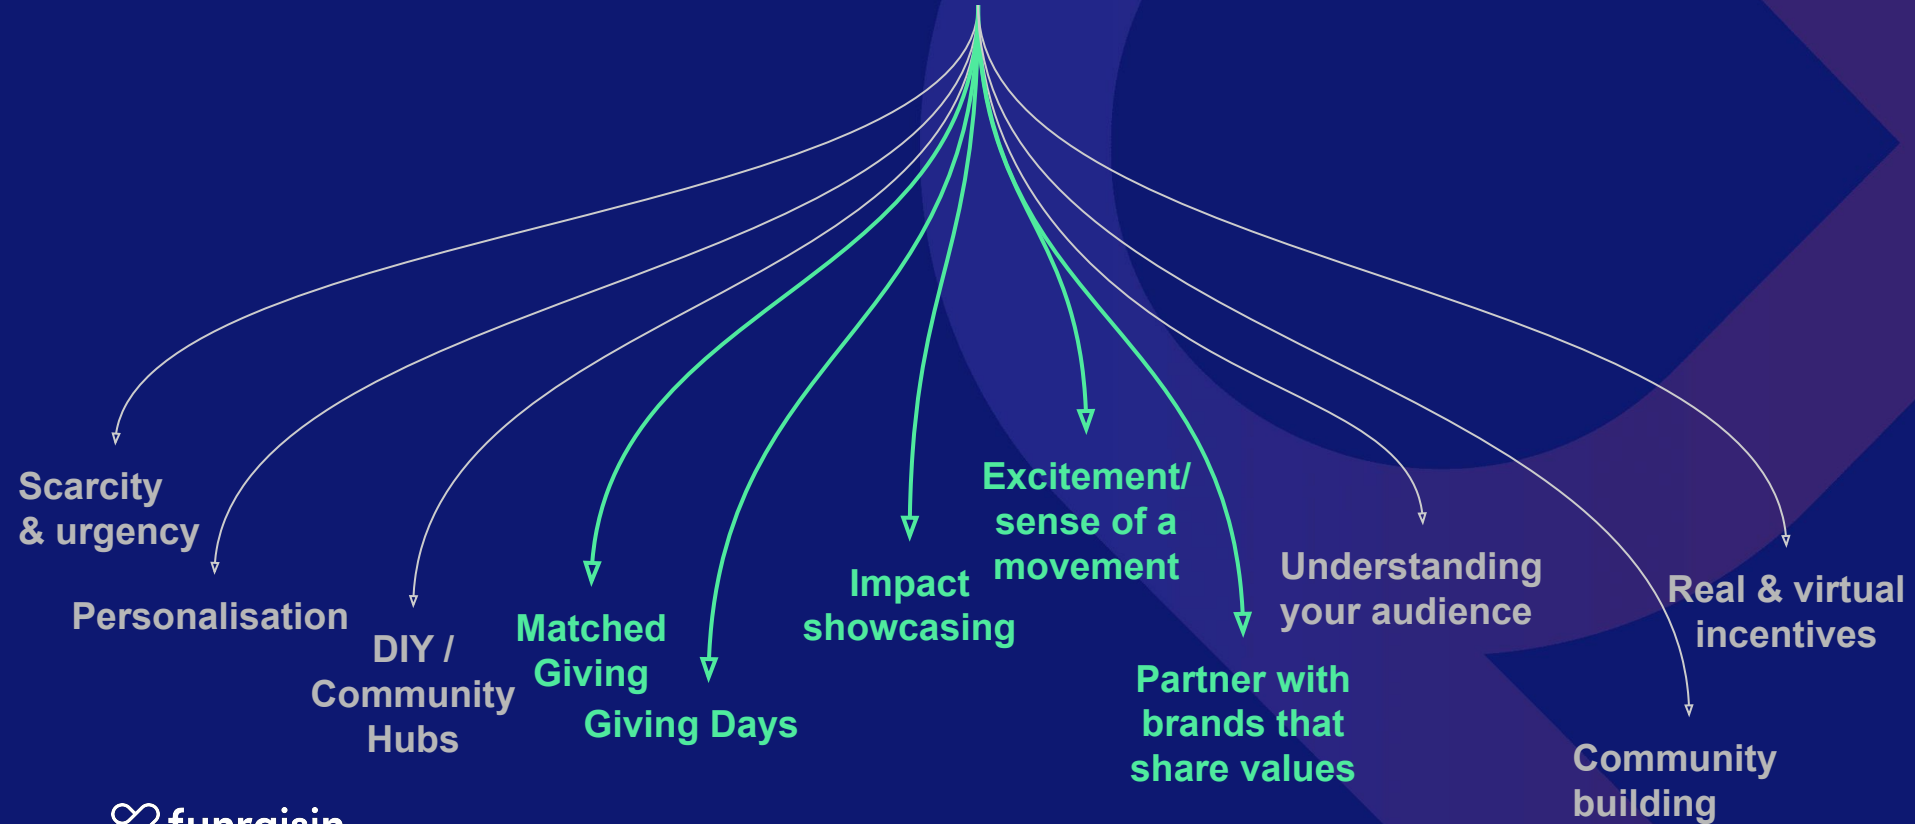 Scarcity
& urgency
Personalisation
DIY /
Community
Hubs
Matched
Giving
Giving Days
Impact
showcasing
Excitement/
sense of a
movement
Partner with
brands that
share values
Understanding
your audience
Community
building
Real & virtual
incentives
funraisin